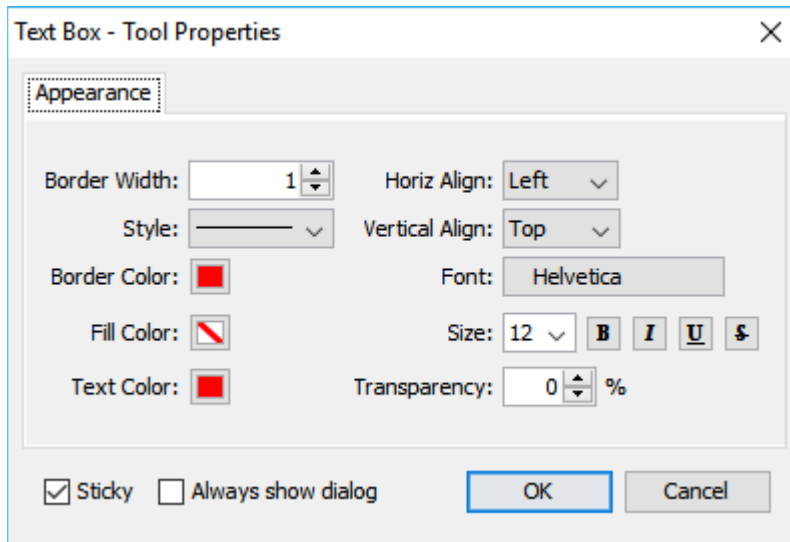 Text Box - Tool Properties
Appearance
Border Width: 1 Horiz Align: Left
Style: Vertical Align: Top
Border Color: Font: Helvetica
Fill Color: Size: 12 B I U S
Text Color: Transparency: 0 %
Sticky Always show dialog OK Cancel